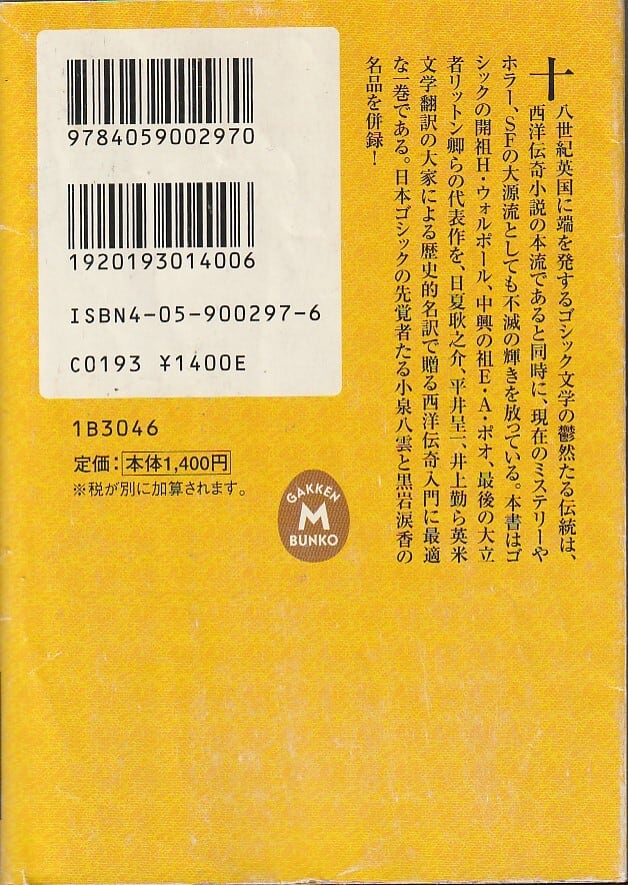 9784059002970
1920193014006
ISBN4-05-900297-6
C0193 ¥1400E
1B3046
定価:本体1,400円
※税が別に加算されます。
GAKKEN
M
BUNKO
十八世紀英国に端を発するゴシック文学の鬱然たる伝統は、
西洋伝奇小説の本流であると同時に、現在のミステリーや
ホラー、SFの大源流としても不滅の輝きを放っている。本書はゴ
シックの開祖H・ウォルポール、中興の祖E・A・ポオ、最後の大立
者リットン卿らの代表作を、日夏耿之介、平井呈一、井上勤ら英米
文学翻訳の大家による歴史的名訳で贈る西洋伝奇入門に最適
な一巻である。日本ゴシックの先覚者たる小泉八雲と黒岩涙香の
名品を併録!